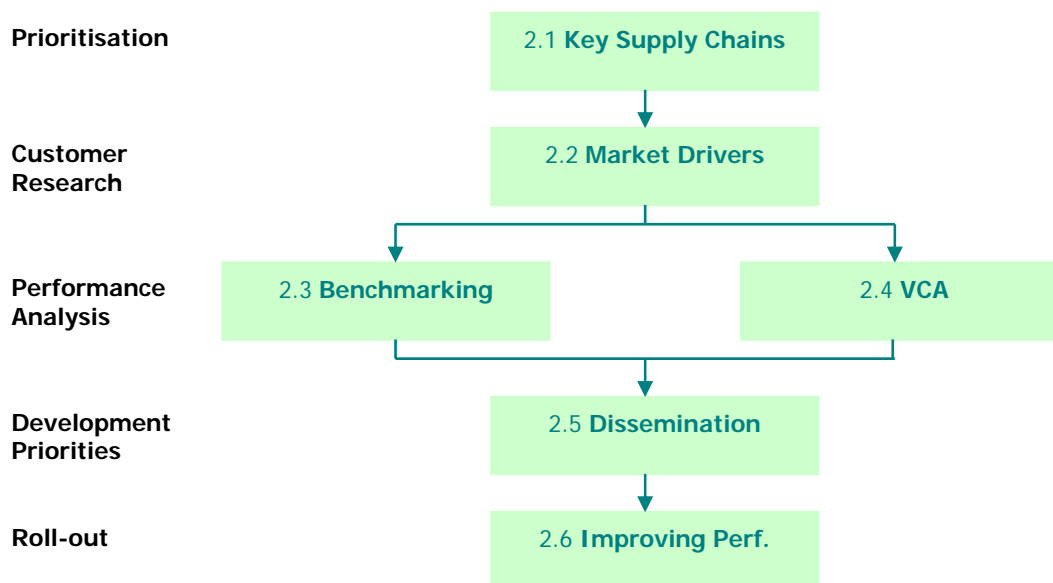 Prioritisation
2.1 Key Supply Chains
Customer
Research
2.2 Market Drivers
Performance
Analysis
2.3 Benchmarking
2.4 VCA
Development
Priorities
2.5 Dissemination
Roll-out
2.6 Improving Perf.